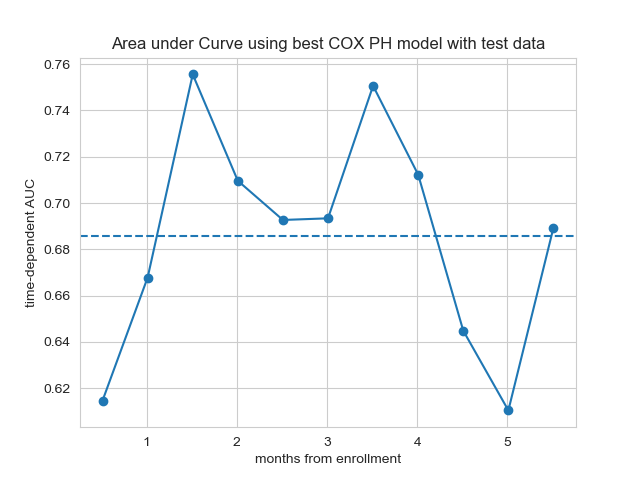 Area under Curve using best COX PH model with test data
0.76
0.74
0.72
0.70
0.68
0.66
0.64
0.62
time-dependent AUC
1 2 3 4 5
months from enrollment